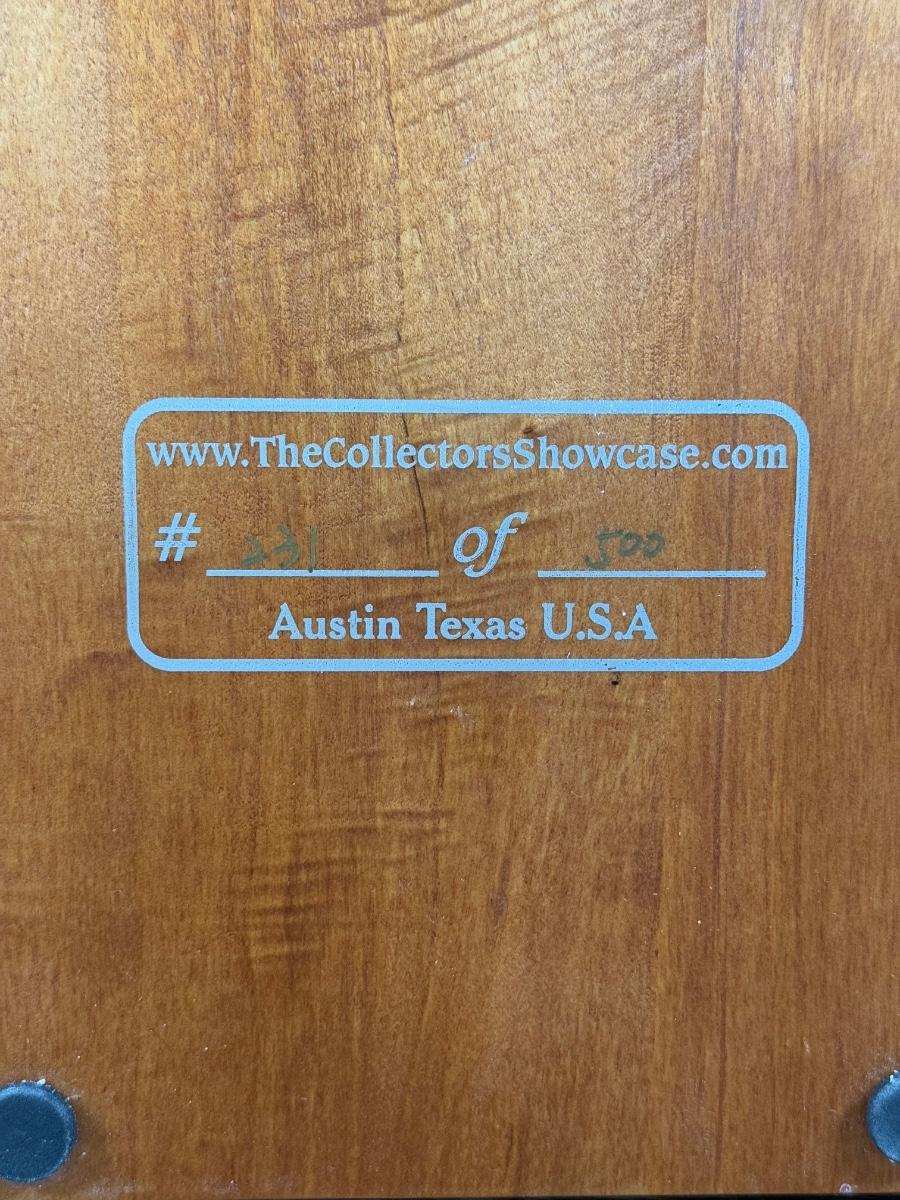 www.TheCollectorsShowcase.com
# 231 of 500
Austin Texas U.S.A